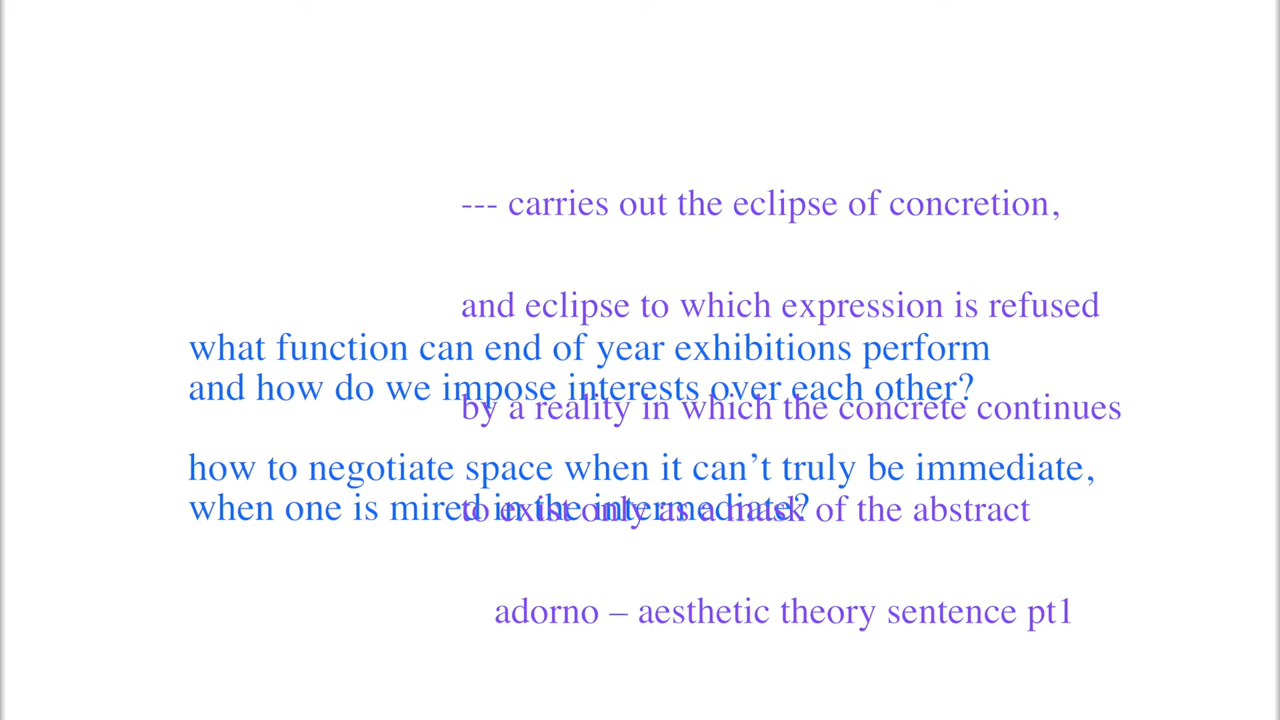 --- carries out the eclipse of concretion,
and eclipse to which expression is refused
by a reality in which the concrete continues
to exist only as a mask of the abstract
adorno – aesthetic theory sentence pt1
what function can end of year exhibitions perform
and how do we impose interests over each other?
how to negotiate space when it can’t truly be immediate,
when one is mired in the intermediate?